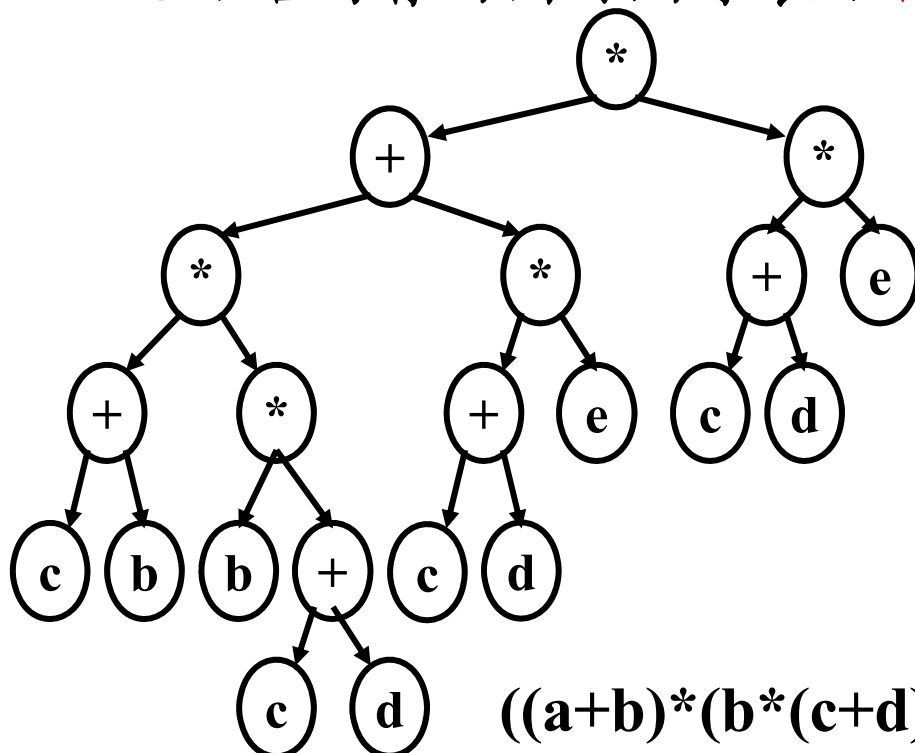 *
+ *
* * + e
+ * + e c d
c b b + c d
c d ((a+b)*(b*(c+d)